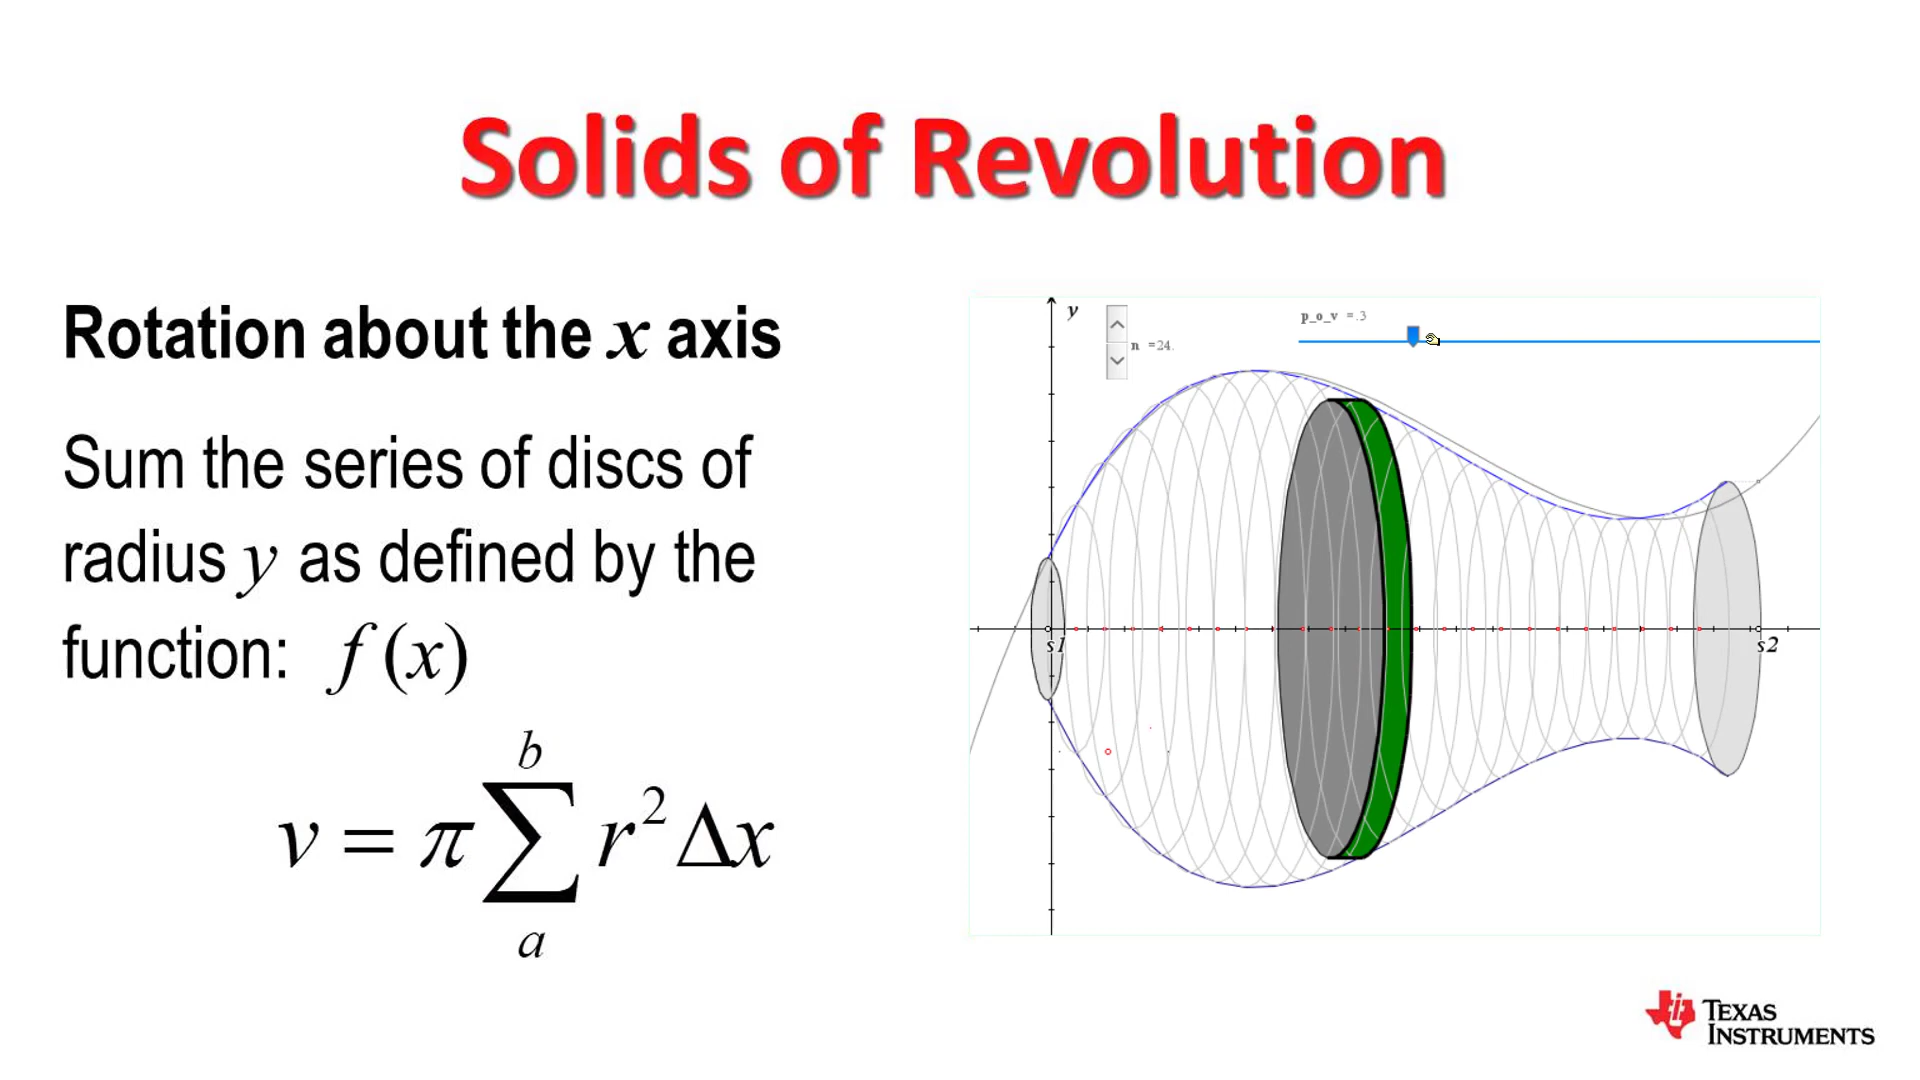 Solids of Revolution
Rotation about the x axis
Sum the series of discs of
radius y as defined by the
function: f (x)
b
v = π∑ r²Δx
a
y
p_o_v =.3
n =24.
s1
s2
TEXAS
INSTRUMENTS